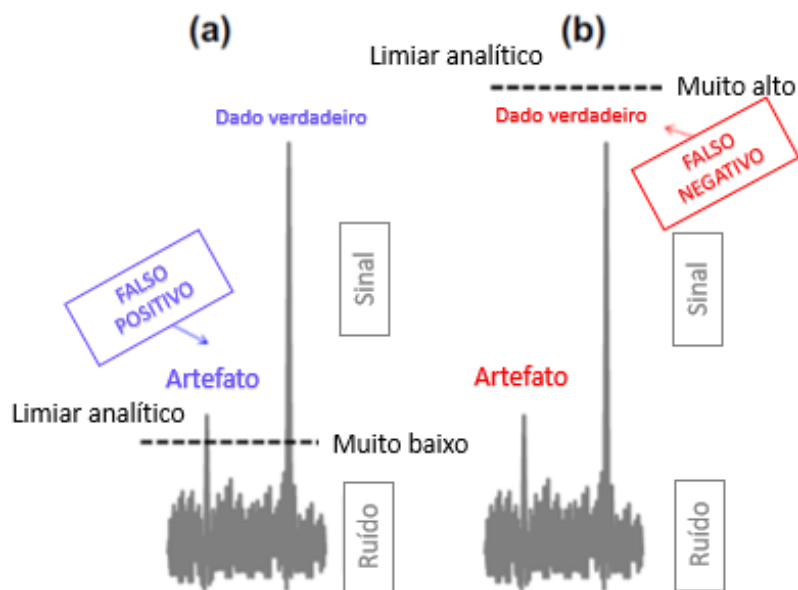 (a)
Dado verdadeiro
FALSO
POSITIVO
Sinal
Artefato
Limiar analítico
Muito baixo
Ruído
(b)
Limiar analítico
Muito alto
Dado verdadeiro
FALSO
NEGATIVO
Sinal
Artefato
Ruído